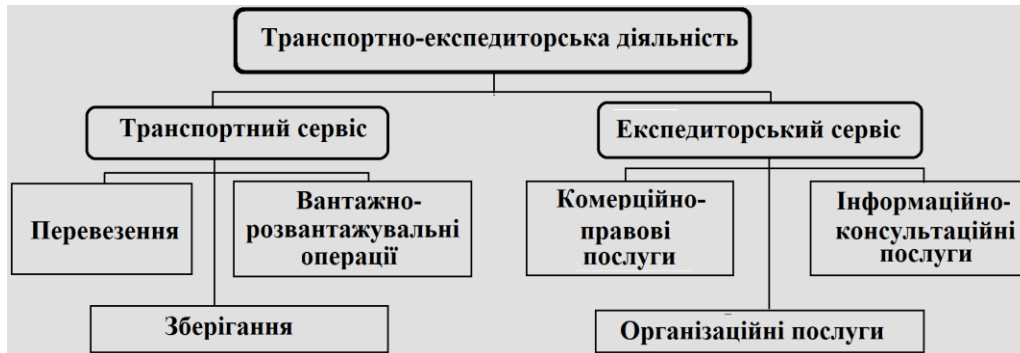 Транспортно-експедиторська діяльність
Транспортний сервіс
Експедиторський сервіс
Перевезення
Вантажно-
розвантажувальні
операції
Комерційно-
правові
послуги
Інформаційно-
консультаційні
послуги
Зберігання
Організаційні послуги